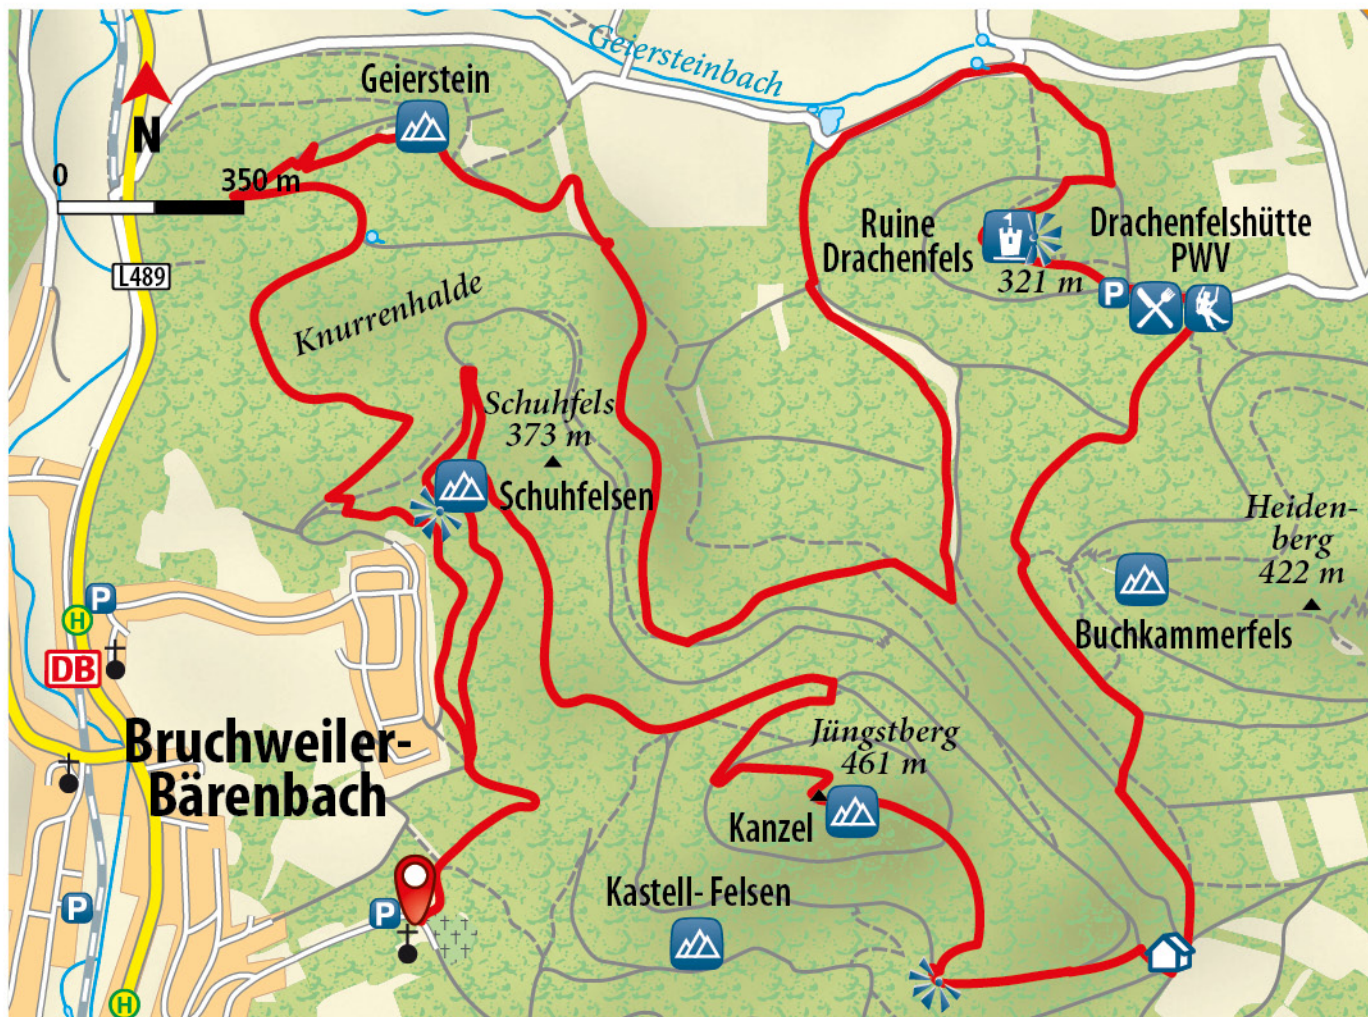 Geiersteinbach
Geierstein
N
0
350 m
L489
Knurrenhalde
Ruine
Drachenfels
321 m
Drachenfelshütte
PWV
P
Schuhfels
373 m
Schuhfelsen
Heiden-
berg
422 m
Buchkammerfels
P
H
DB
Bruchweiler-
Bärenbach
Jüngstberg
461 m
Kanzel
Kastell-Felsen
P
P
H